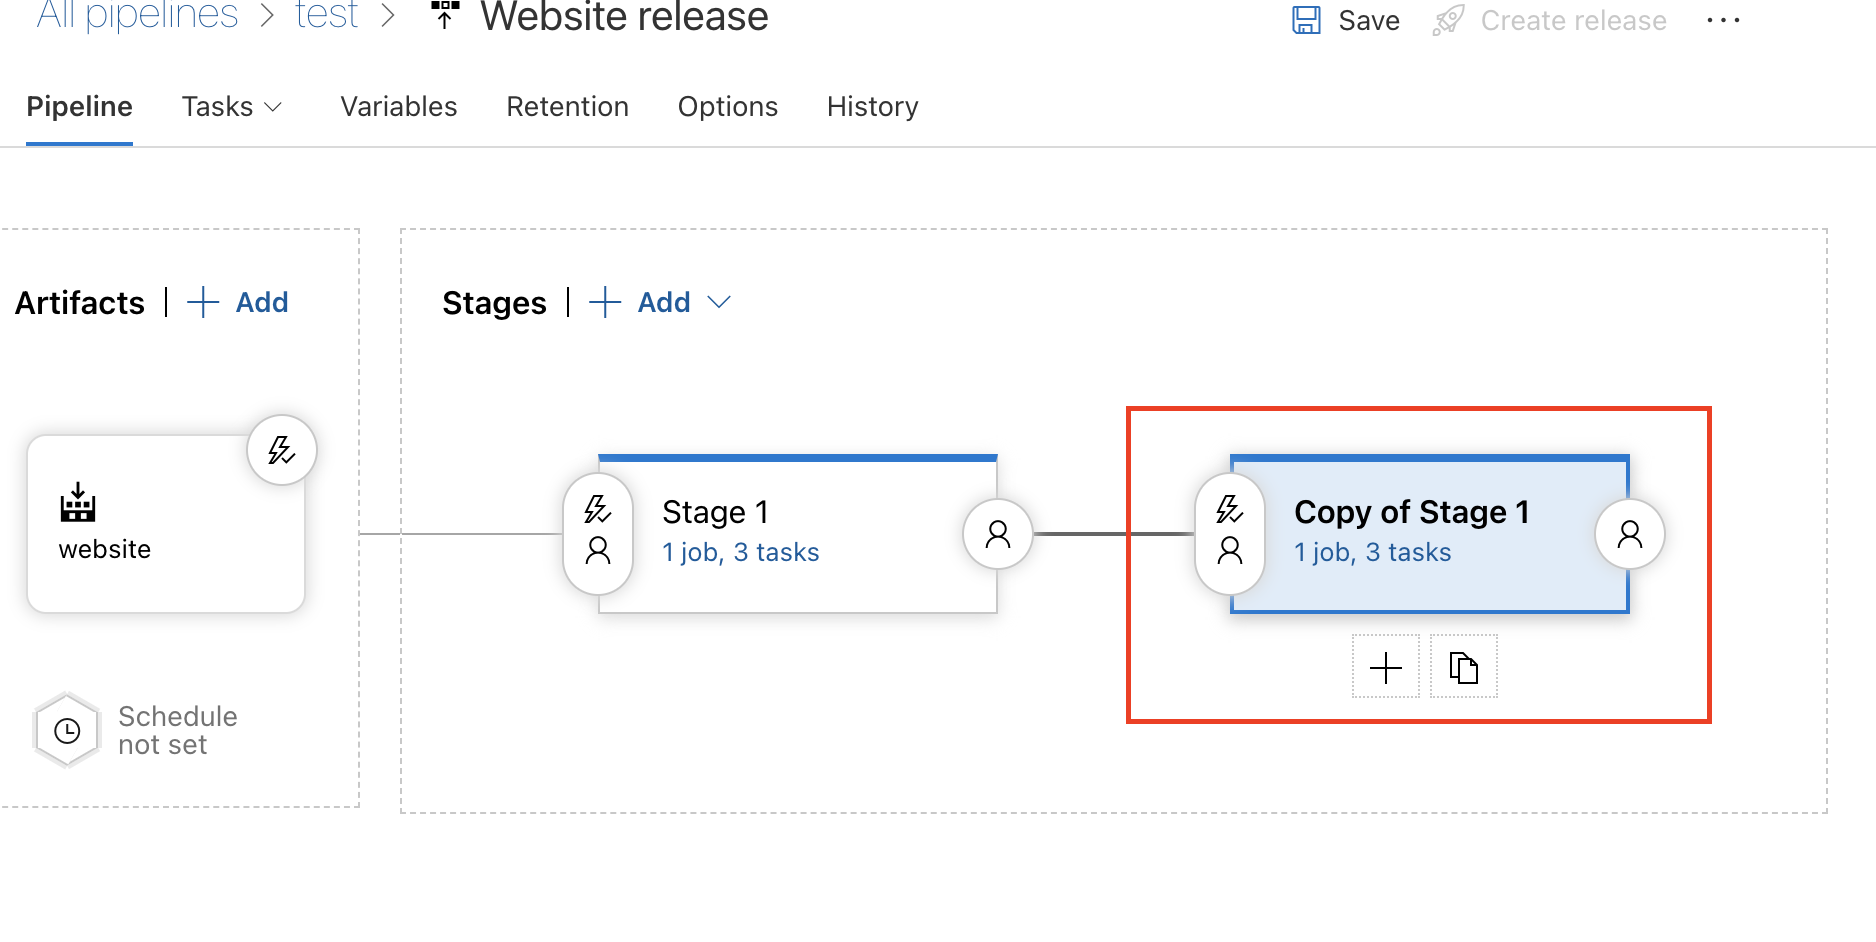 All pipelines > test > Website release
Save
Create release
Pipeline
Tasks
Variables
Retention
Options
History
Artifacts | + Add
Stages | + Add
website
Schedule
not set
Stage 1
1 job, 3 tasks
Copy of Stage 1
1 job, 3 tasks